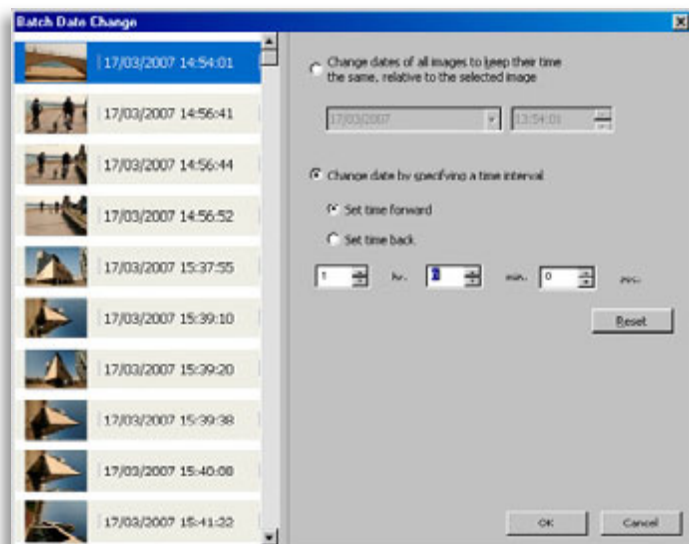 Batch Date Change
17/03/2007 14:54:01
17/03/2007 14:56:41
17/03/2007 14:56:44
17/03/2007 14:56:52
17/03/2007 15:37:55
17/03/2007 15:39:10
17/03/2007 15:39:20
17/03/2007 15:39:38
17/03/2007 15:40:08
17/03/2007 15:41:22
Change dates of all images to keep their time
the same, relative to the selected image
17/03/2007 13:54:01
Change date by specifying a time interval
Set time forward
Set time back
1 hr. 0 min. 0 sec.
Reset
OK Cancel